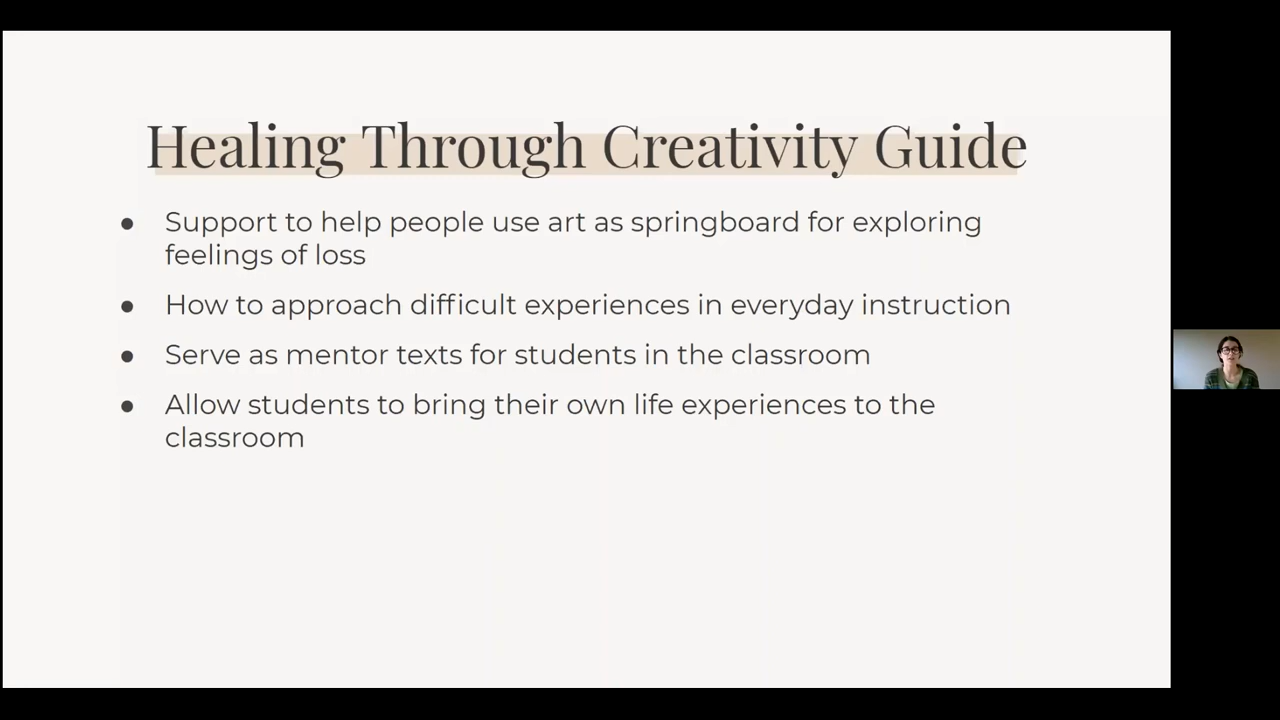 Healing Through Creativity Guide
● Support to help people use art as springboard for exploring
feelings of loss
● How to approach difficult experiences in everyday instruction
● Serve as mentor texts for students in the classroom
● Allow students to bring their own life experiences to the
classroom